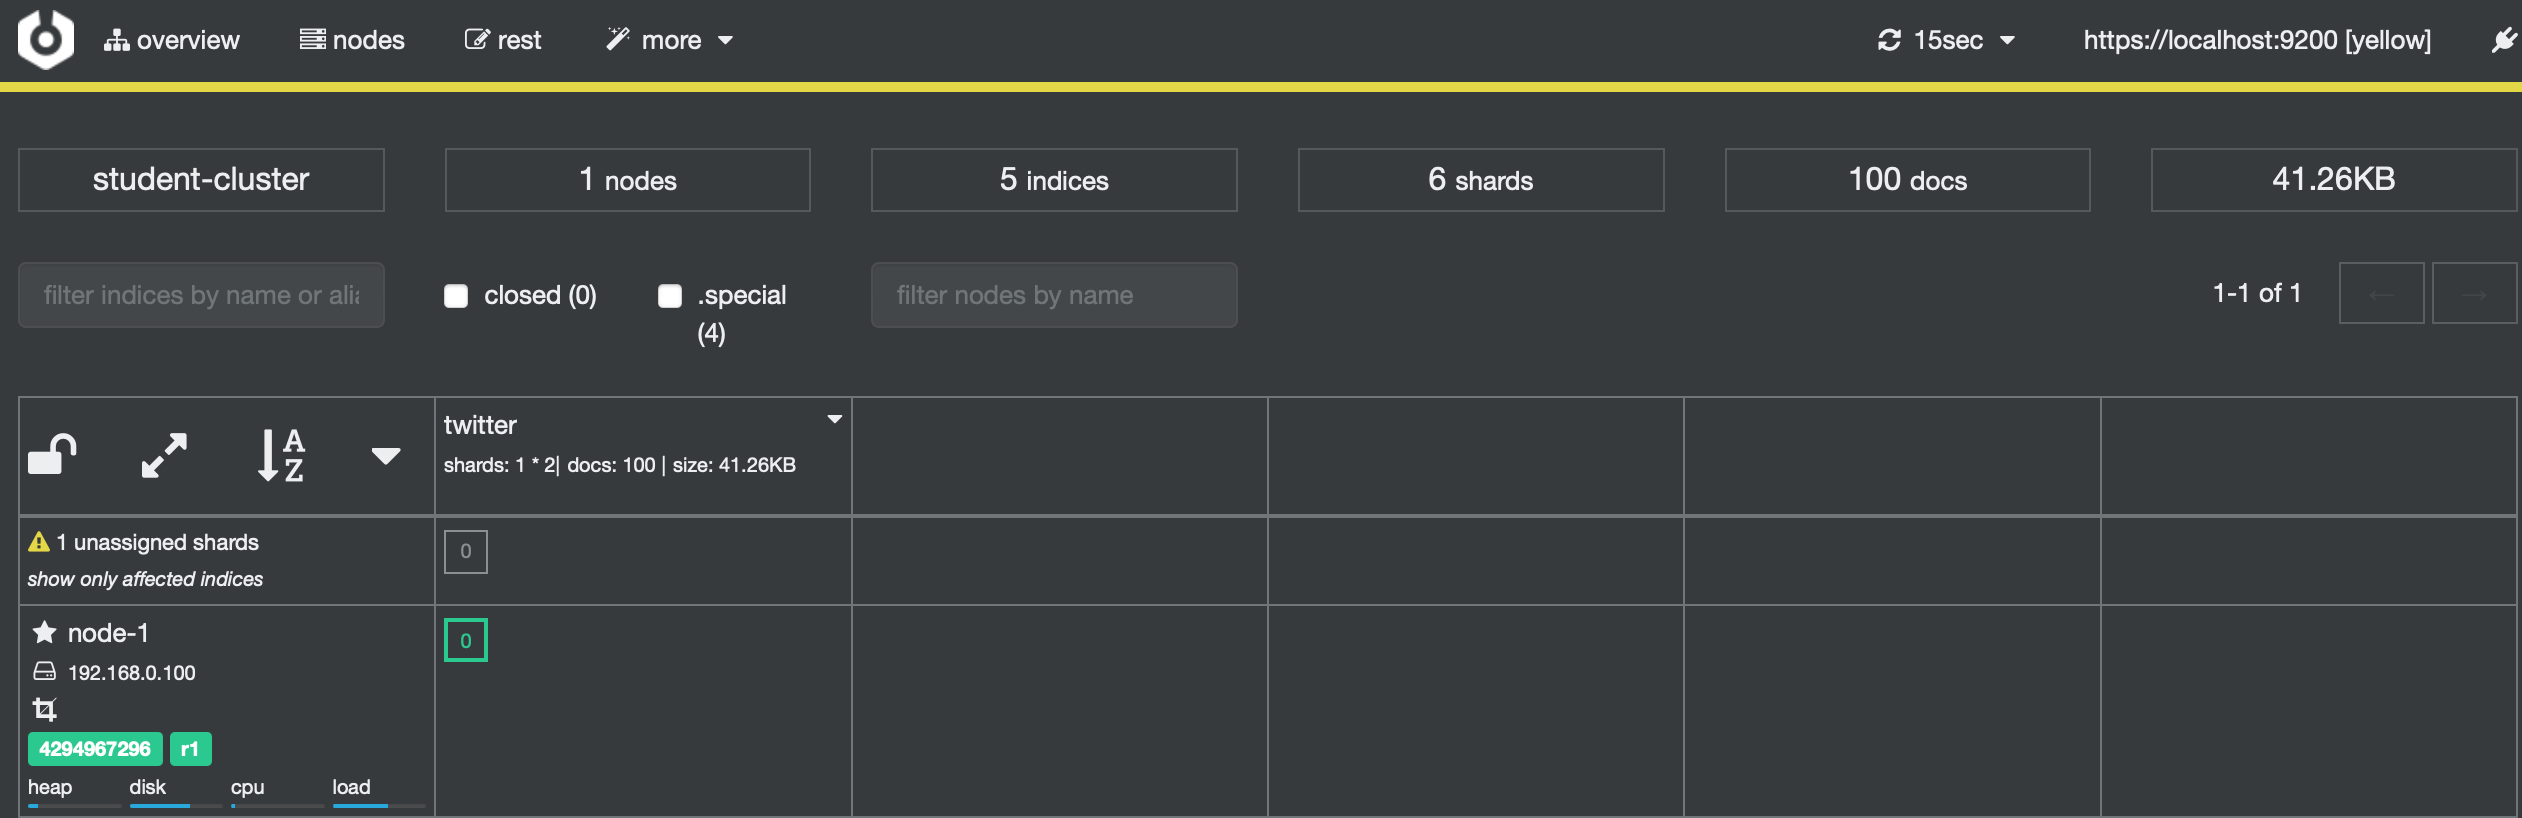 overview nodes rest more 15sec https://localhost:9200 [yellow]
student-cluster 1 nodes 5 indices 6 shards 100 docs 41.26KB
filter indices by name or alia closed (0) .special (4) filter nodes by name 1-1 of 1 ← →
A
Z
twitter
shards: 1 * 2| docs: 100 | size: 41.26KB
1 unassigned shards
show only affected indices
0
node-1
192.168.0.100
4294967296 r1
heap disk cpu load
0